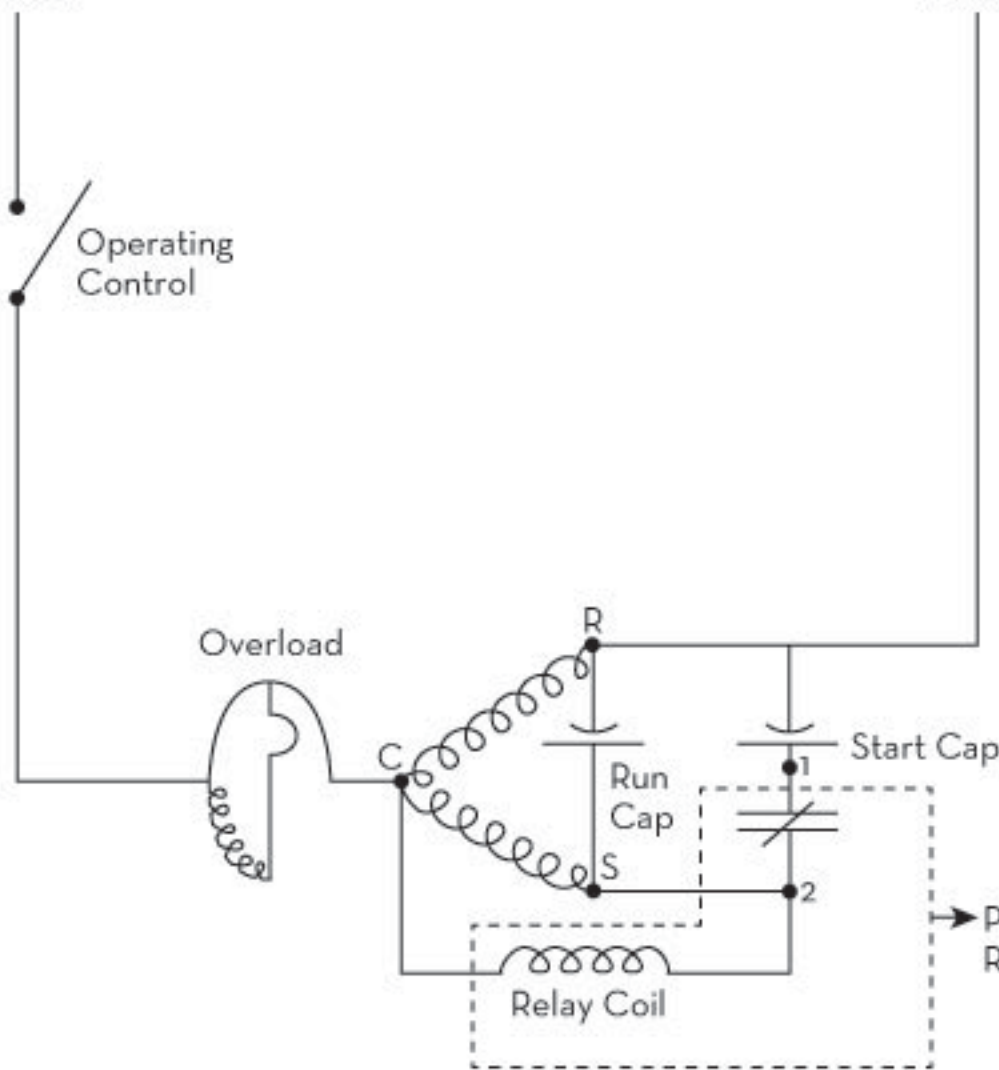 Operating
Control
Overload
R
C
Start Cap
1
Run
Cap
S
2
P
R
Relay Coil